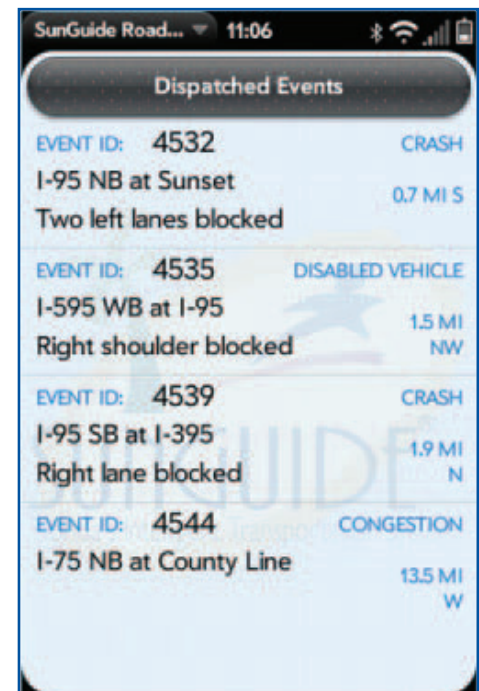 SunGuide Road... 11:06
Dispatched Events
EVENT ID: 4532 CRASH
I-95 NB at Sunset
0.7 MI S
Two left lanes blocked
EVENT ID: 4535 DISABLED VEHICLE
I-595 WB at I-95
1.5 MI
Right shoulder blocked NW
EVENT ID: 4539 CRASH
I-95 SB at I-395
1.9 MI
Right lane blocked N
SUNGUIDE®
EVENT ID: 4544 CONGESTION
I-75 NB at County Line
13.5 MI
W